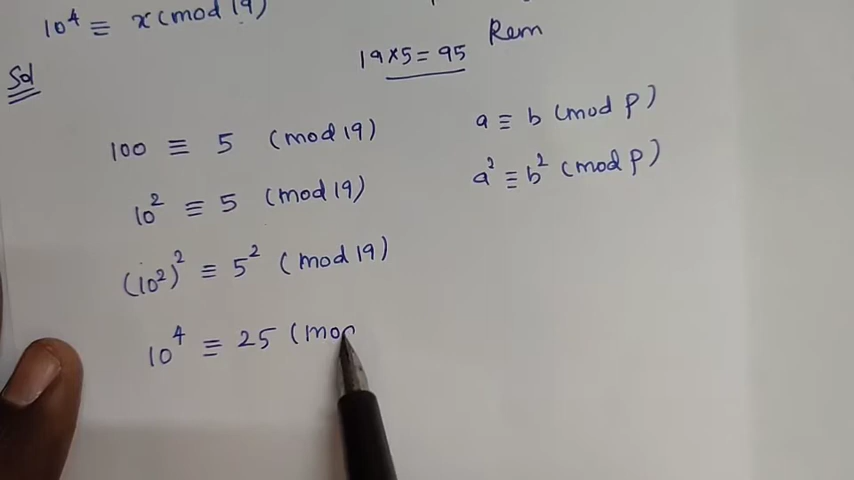 10⁴ ≡ x (mod 19)
19×5 = 95 Rem
Sol
100 ≡ 5 (mod 19)
a ≡ b (mod p)
10² ≡ 5 (mod 19)
a² ≡ b² (mod p)
(10²)² ≡ 5² (mod 19)
10⁴ ≡ 25 (mo